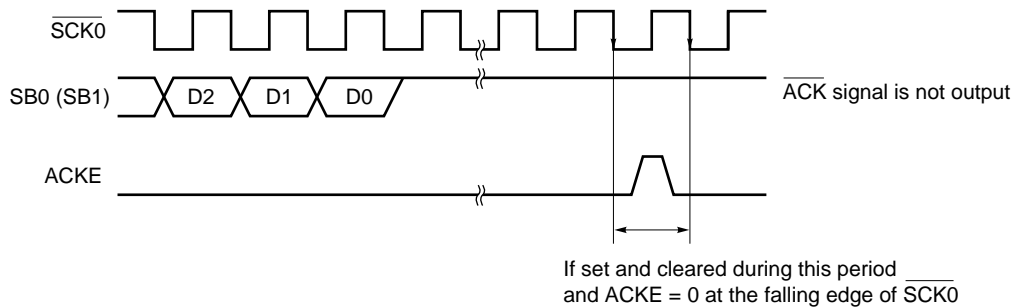 SCK0
SB0 (SB1)
D2
D1
D0
ACK signal is not output
ACKE
If set and cleared during this period
and ACKE = 0 at the falling edge of SCK0